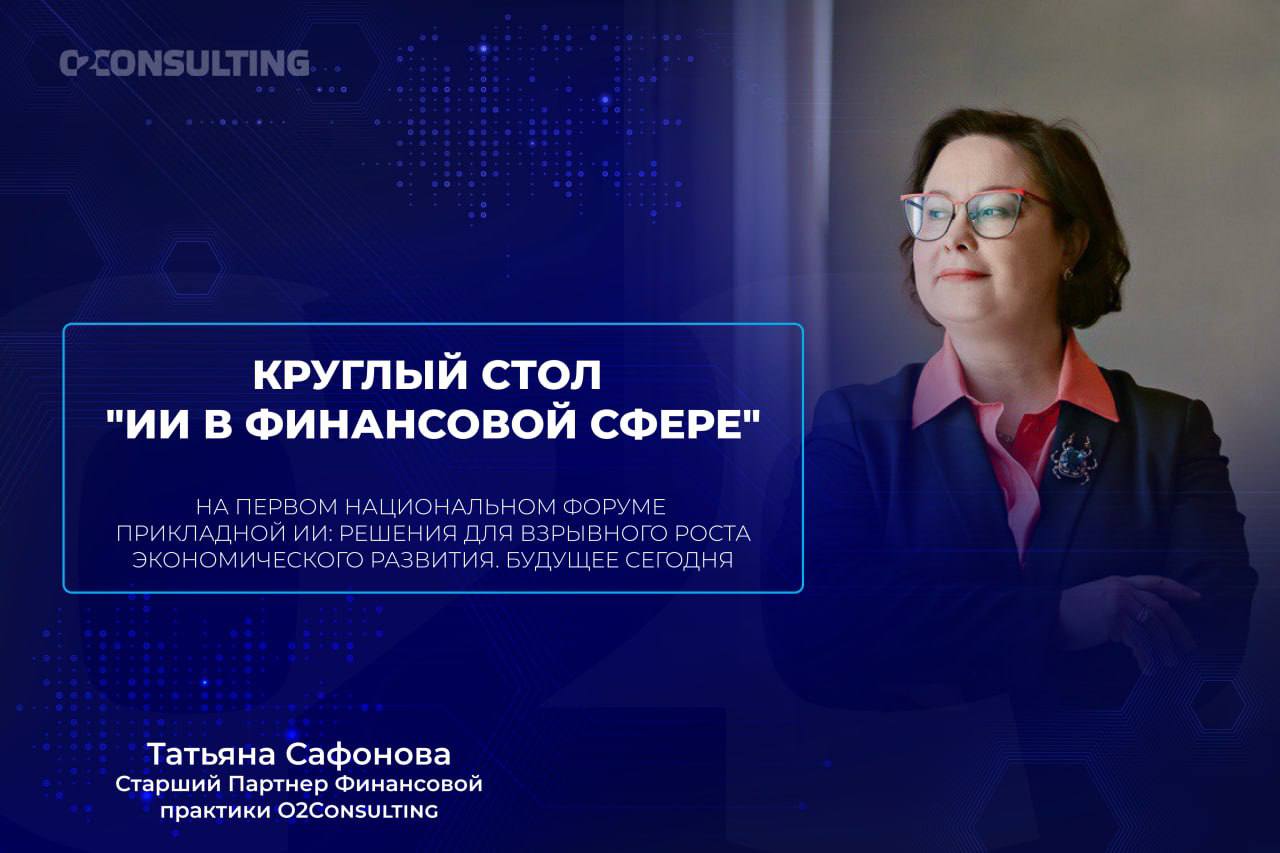 O2CONSULTING
КРУГЛЫЙ СТОЛ
"ИИ В ФИНАНСОВОЙ СФЕРЕ"
НА ПЕРВОМ НАЦИОНАЛЬНОМ ФОРУМЕ
ПРИКЛАДНОЙ ИИ: РЕШЕНИЯ ДЛЯ ВЗРЫВНОГО РОСТА
ЭКОНОМИЧЕСКОГО РАЗВИТИЯ. БУДУЩЕЕ СЕГОДНЯ
Татьяна Сафонова
Старший Партнер Финансовой
практики O2CONSULTING